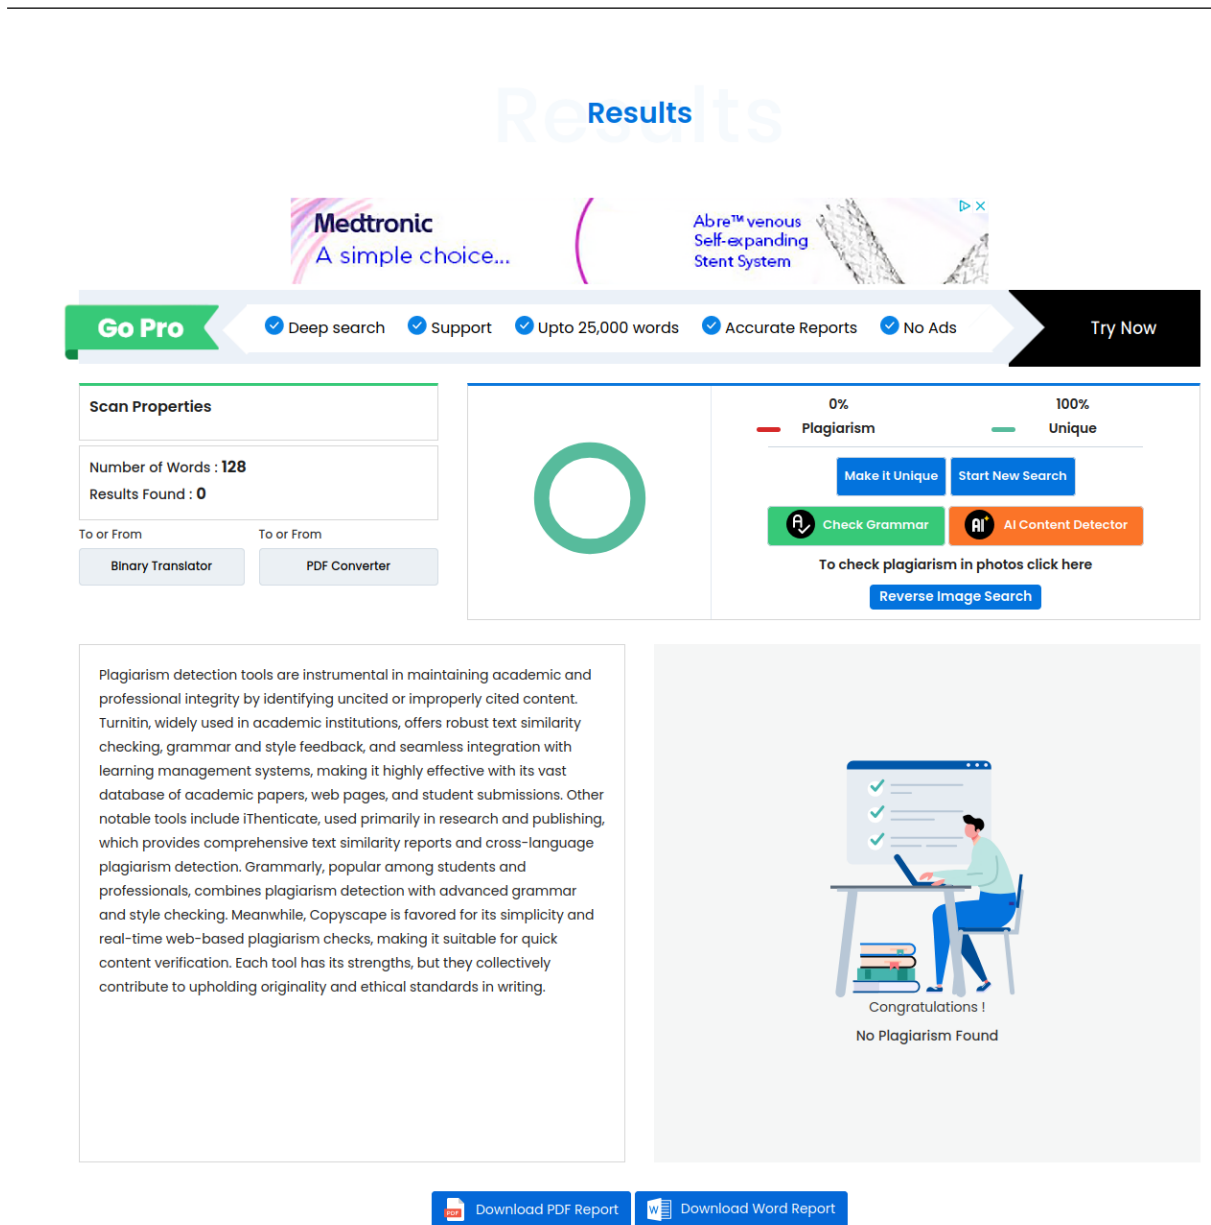 Results
Results
Medtronic
A simple choice...
Abre™ venous
Self-expanding
Stent System
Go Pro
Deep search Support Upto 25,000 words Accurate Reports No Ads
Try Now
Scan Properties
Number of Words : 128
Results Found : 0
To or From To or From
BInary Translator PDF Converter
0% 100%
Plagiarism Unique
Make it Unique Start New Search
Check Grammar AI AI Content Detector
To check plagiarism in photos click here
Reverse Image Search
Plagiarism detection tools are instrumental in maintaining academic and
professional integrity by identifying uncited or improperly cited content.
Turnitin, widely used in academic institutions, offers robust text similarity
checking, grammar and style feedback, and seamless integration with
learning management systems, making it highly effective with its vast
database of academic papers, web pages, and student submissions. Other
notable tools include iThenticate, used primarily in research and publishing,
which provides comprehensive text similarity reports and cross-language
plagiarism detection. Grammarly, popular among students and
professionals, combines plagiarism detection with advanced grammar
and style checking. Meanwhile, Copyscape is favored for its simplicity and
real-time web-based plagiarism checks, making it suitable for quick
content verification. Each tool has its strengths, but they collectively
contribute to upholding originality and ethical standards in writing.
Congratulations !
No Plagiarism Found
PDF Download PDF Report W Download Word Report